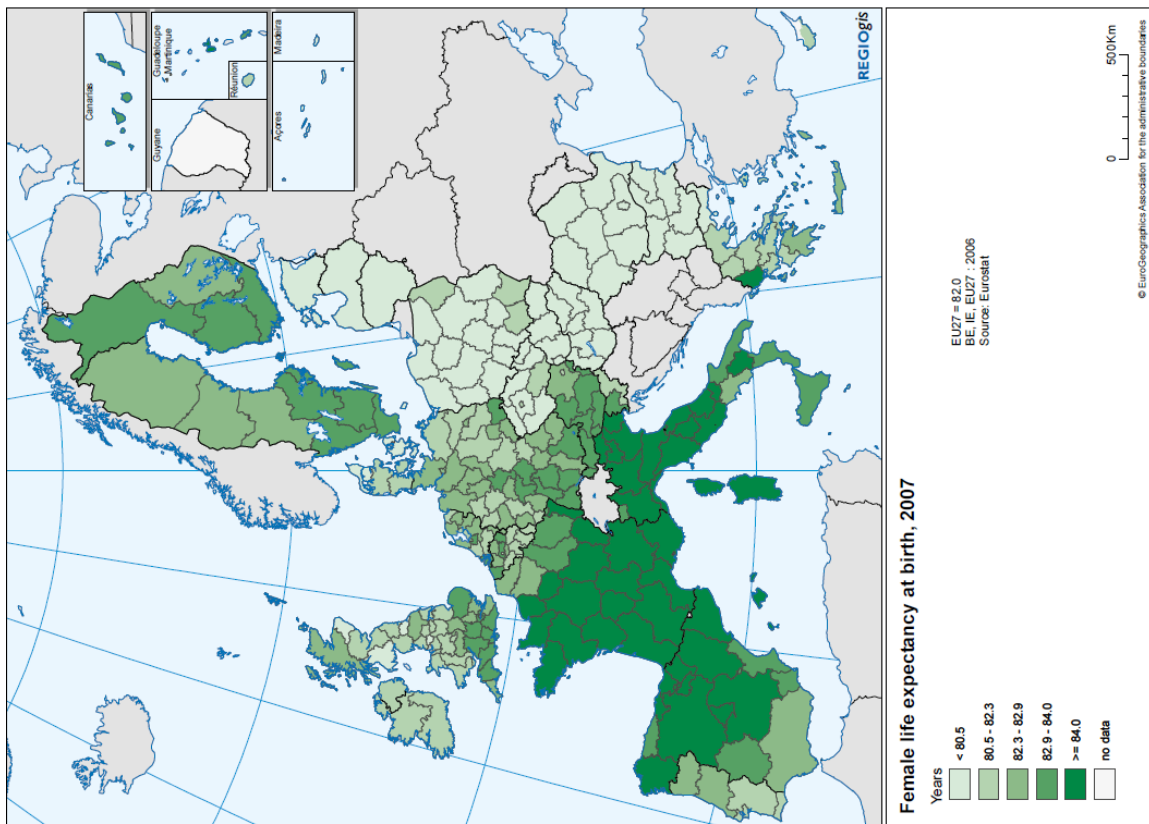 Canarias
Guyane
Guadeloupe
Martinique
Réunion
Açores
Madeira
REGIOgis
Female life expectancy at birth, 2007
Years
< 80.5
80.5 - 82.3
82.3 - 82.9
82.9 - 84.0
>= 84.0
no data
EU27 = 82.0
BE, IE, EU27 : 2006
Source: Eurostat
0 500Km
© EuroGeographics Association for the administrative boundaries